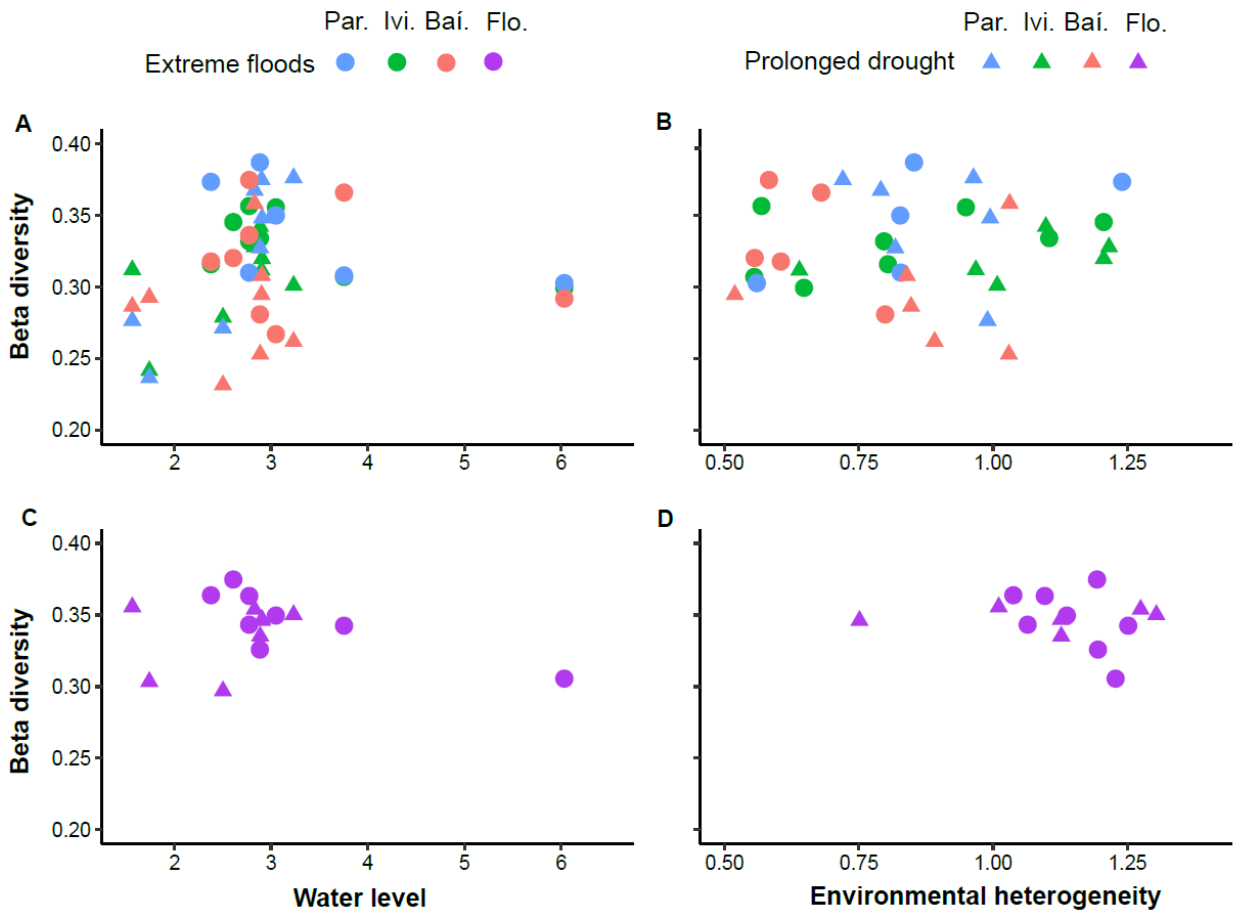 Par. Ivi. Baí. Flo.
Extreme floods
Par. Ivi. Baí. Flo.
Prolonged drought
A
0.40
0.35
0.30
0.25
0.20
Beta diversity
2 3 4 5 6
B
0.50 0.75 1.00 1.25
C
0.40
0.35
0.30
0.25
0.20
Beta diversity
2 3 4 5 6
Water level
D
0.50 0.75 1.00 1.25
Environmental heterogeneity